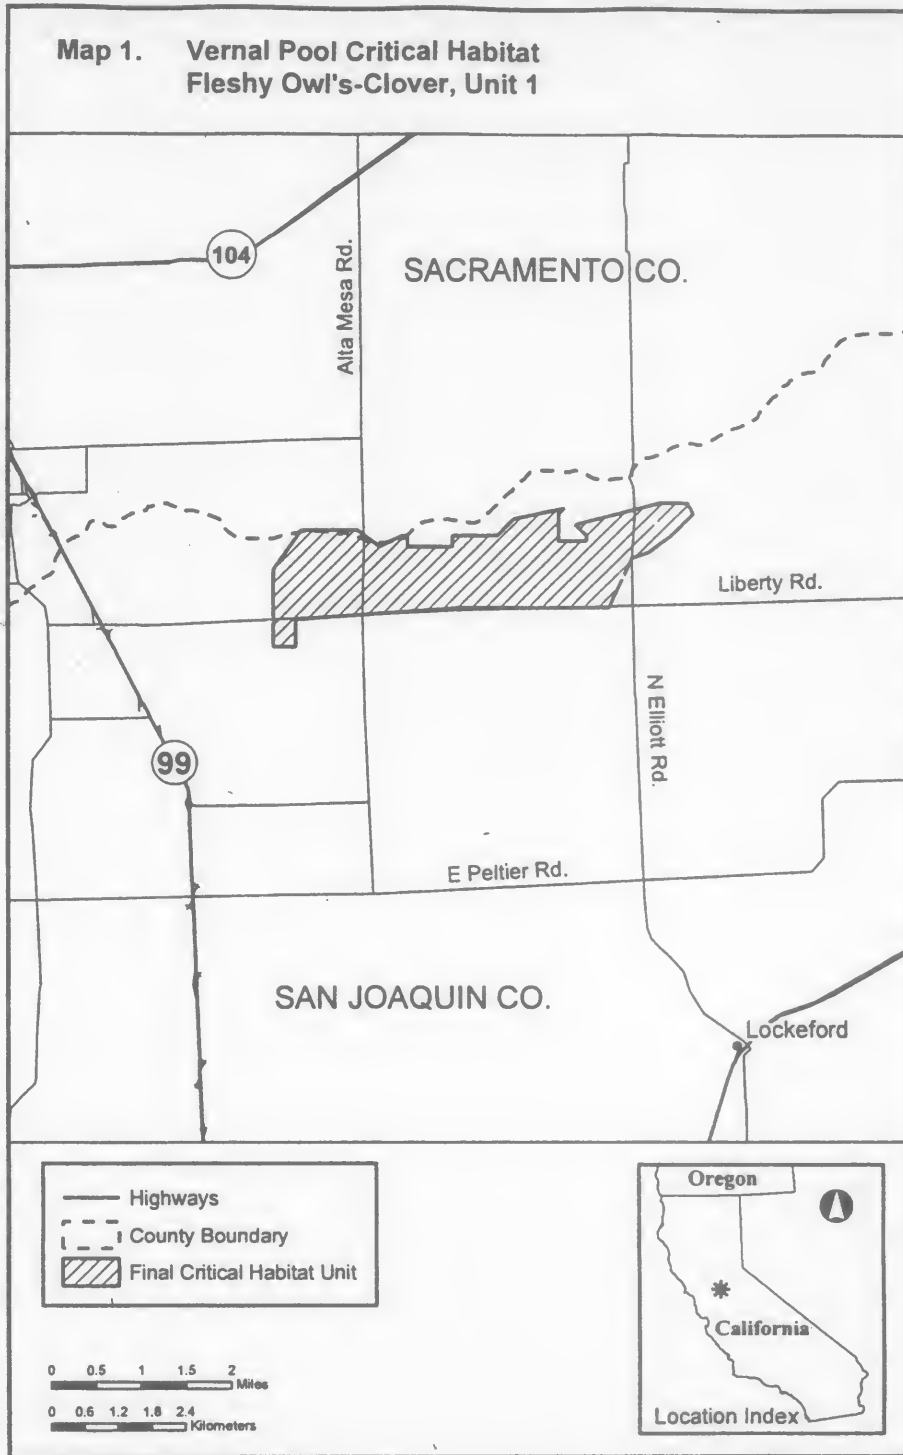 Map 1. Vernal Pool Critical Habitat
Fleshy Owl's-Clover, Unit 1
104
Alta Mesa Rd.
SACRAMENTO CO.
Liberty Rd.
N Elliott Rd.
99
E Peltier Rd.
SAN JOAQUIN CO.
Lockeford
Highways
County Boundary
Final Critical Habitat Unit
0 0.5 1 1.5 2
Miles
0 0.6 1.2 1.8 2.4
Kilometers
Oregon
California
Location Index